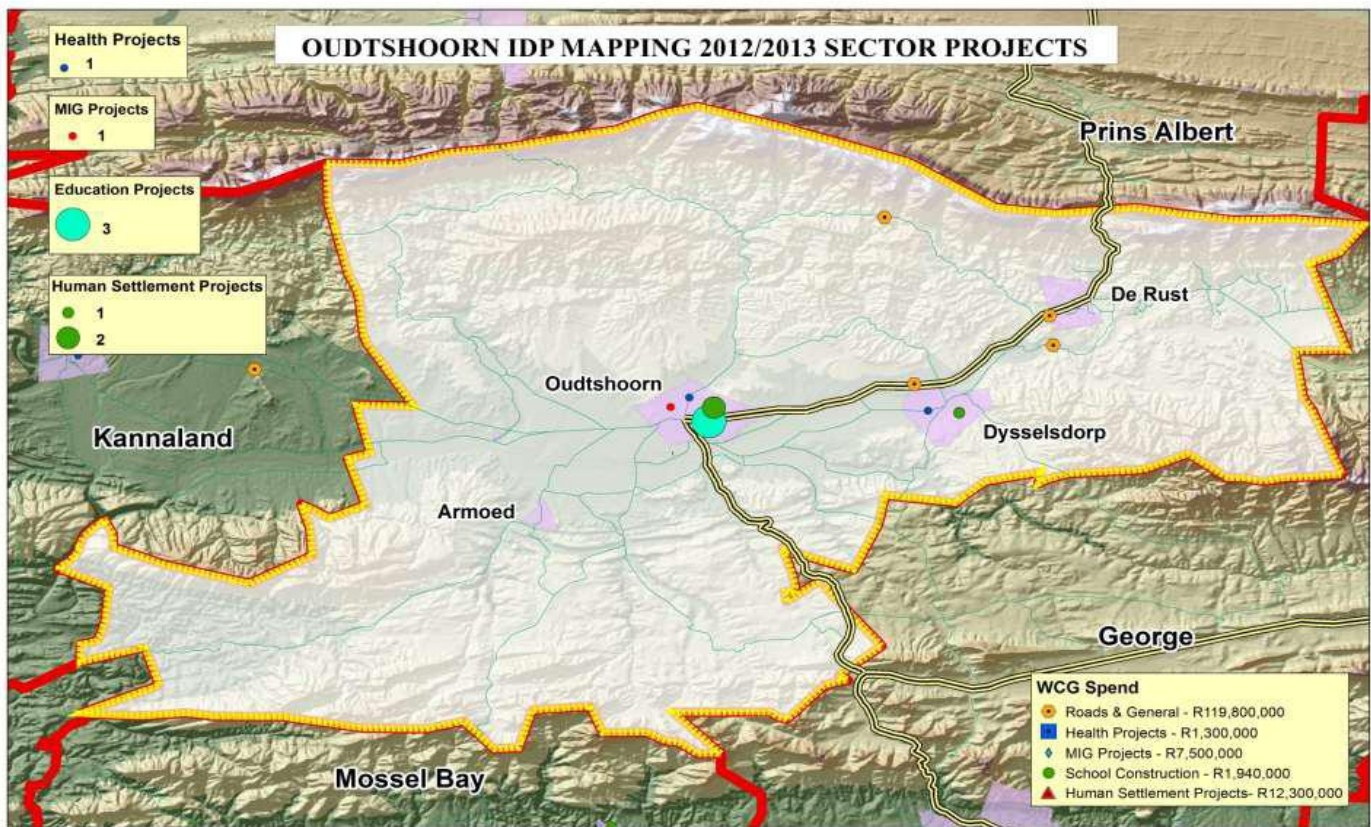 OUDTSHOORN IDP MAPPING 2012/2013 SECTOR PROJECTS
Health Projects
1
MIG Projects
1
Education Projects
3
Human Settlement Projects
1
2
Prins Albert
De Rust
Oudtshoorn
Dysselsdorp
Kannaland
Armoed
George
Mossel Bay
WCG Spend
Roads & General - R119,800,000
Health Projects - R1,300,000
MIG Projects - R7,500,000
School Construction - R1,940,000
Human Settlement Projects- R12,300,000